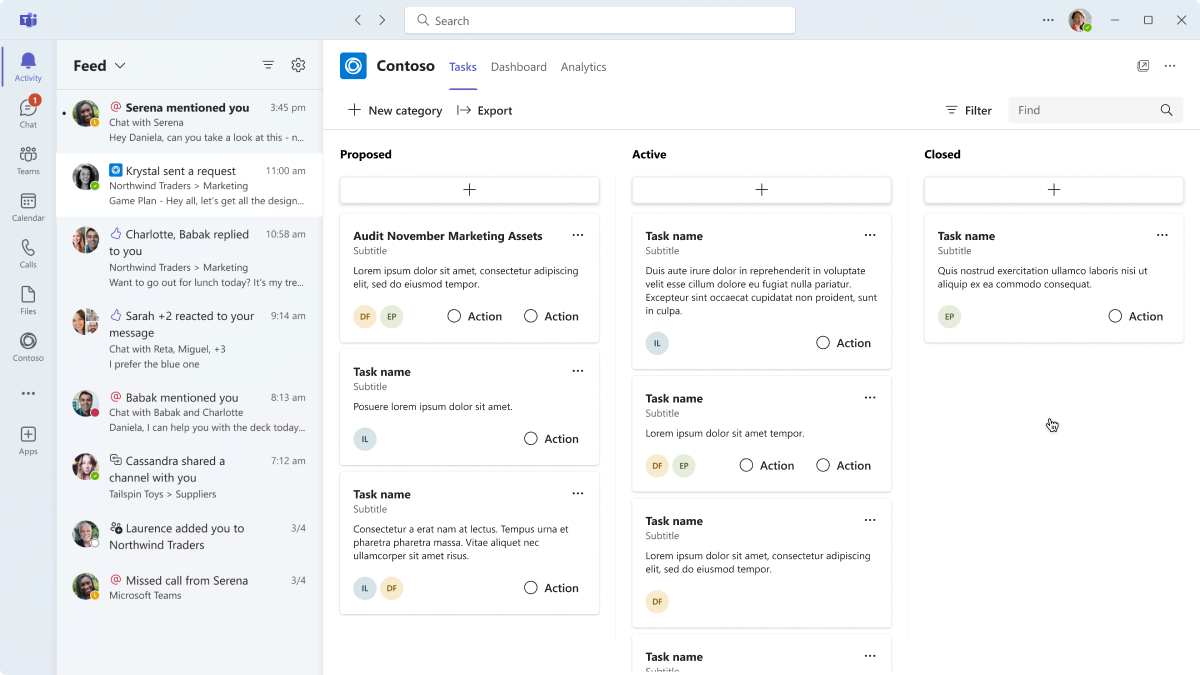 Search
Activity
1
Chat
Teams
Calendar
Calls
Files
Contoso
Apps
Feed
@ Serena mentioned you 3:45 pm
Chat with Serena
Hey Daniela, can you take a look at this - n...
Krystal sent a request 11:00 am
Northwind Traders > Marketing
Game Plan - Hey all, let's get all the design...
Charlotte, Babak replied 10:58 am
to you
Northwind Traders > Marketing
Want to go out for lunch today? It's my tre...
Sarah +2 reacted to your 9:14 am
message
Chat with Reta, Miguel, +3
I prefer the blue one
@ Babak mentioned you 8:13 am
Chat with Babak and Charlotte
Daniela, I can help you with the deck today...
Cassandra shared a 7:12 am
channel with you
Tailspin Toys > Suppliers
Laurence added you to 3/4
Northwind Traders
@ Missed call from Serena 3/4
Microsoft Teams
Contoso Tasks Dashboard Analytics
New category Export Filter Find
Proposed
Audit November Marketing Assets
Subtitle
Lorem ipsum dolor sit amet, consectetur adipiscing
elit, sed do eiusmod tempor.
DF EP Action Action
Task name
Subtitle
Posuere lorem ipsum dolor sit amet.
IL Action
Task name
Subtitle
Consectetur a erat nam at lectus. Tempus urna et
pharetra pharetra massa. Vitae aliquet nec
ullamcorper sit amet risus.
IL DF Action
Active
Task name
Subtitle
Duis aute irure dolor in reprehenderit in voluptate
velit esse cillum dolore eu fugiat nulla pariatur.
Excepteur sint occaecat cupidatat non proident, sunt
in culpa.
IL Action
Task name
Subtitle
Lorem ipsum dolor sit amet tempor.
DF EP Action Action
Task name
Subtitle
Lorem ipsum dolor sit amet, consectetur adipiscing
elit, sed do eiusmod tempor.
DF
Task name
Subtitle
Closed
Task name
Subtitle
Quis nostrud exercitation ullamco laboris nisi ut
aliquip ex ea commodo consequat.
EP Action